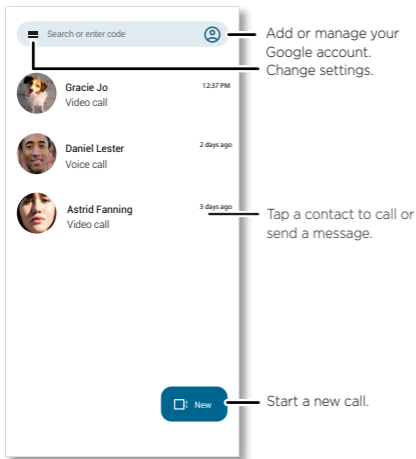 Search or enter code
Add or manage your
Google account.
Change settings.
Gracie Jo
12:37 PM
Video call
Daniel Lester
2 days ago
Voice call
Astrid Fanning
3 days ago
Video call
Tap a contact to call or
send a message.
New
Start a new call.